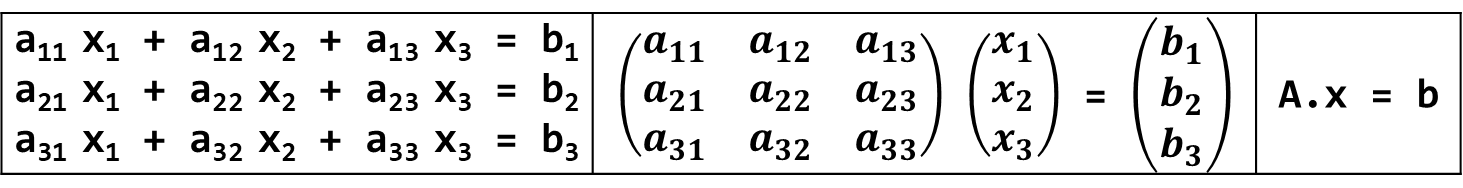 a₁₁ x₁ + a₁₂ x₂ + a₁₃ x₃ = b₁
a₂₁ x₁ + a₂₂ x₂ + a₂₃ x₃ = b₂
a₃₁ x₁ + a₃₂ x₂ + a₃₃ x₃ = b₃
a₁₁ a₁₂ a₁₃ x₁ b₁
a₂₁ a₂₂ a₂₃ x₂ = b₂
a₃₁ a₃₂ a₃₃ x₃ b₃
A.x = b